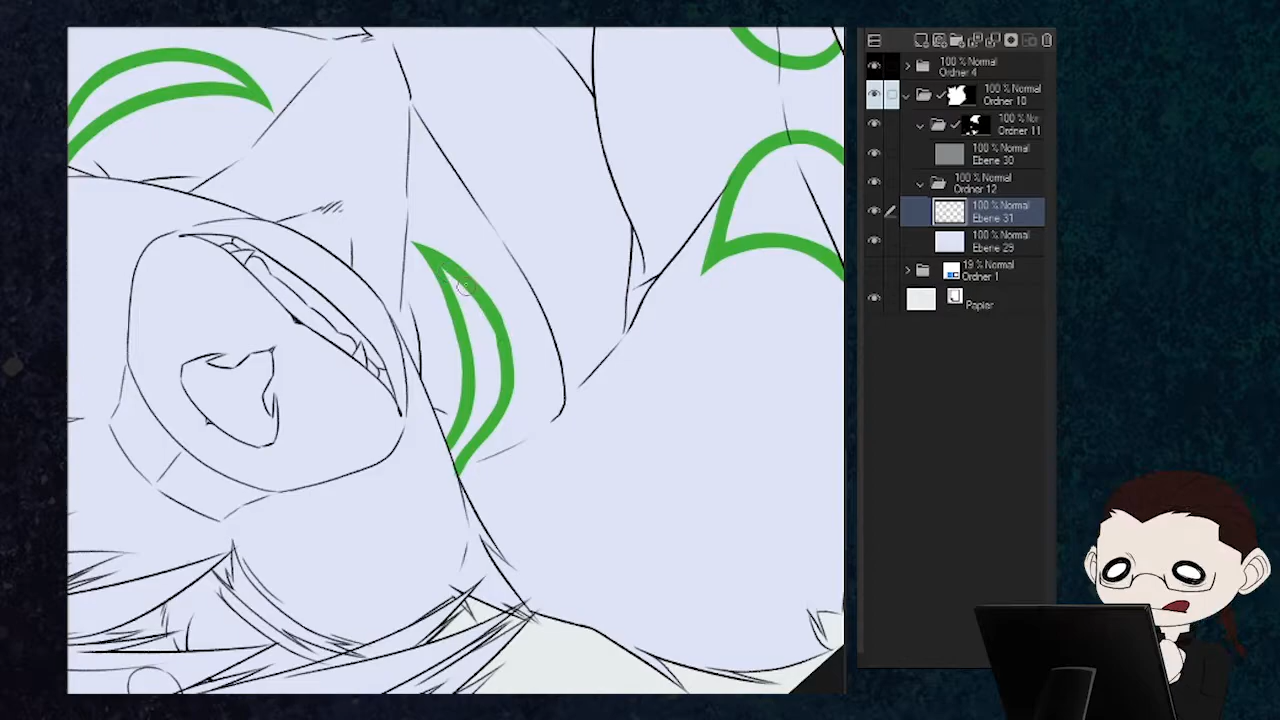 100 % Normal
Ordner 4
100 % Normal
Ordner 10
100 % Nor
Ordner 11
100 % Normal
Ebene 30
100 % Normal
Ordner 12
100 % Normal
Ebene 31
100 % Normal
Ebene 29
19 % Normal
Ordner 1
Papier